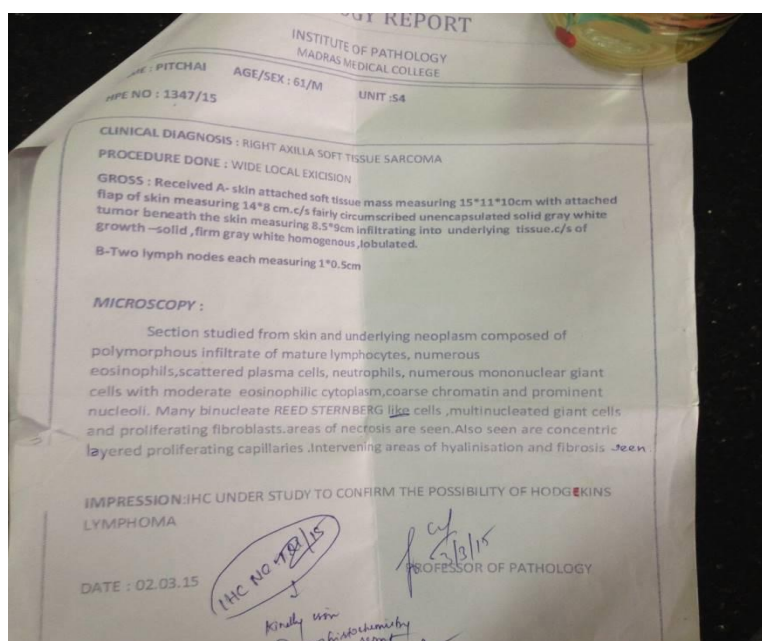 REPORT
INSTITUTE OF PATHOLOGY
MADRAS MEDICAL COLLEGE
: PITCHAI AGE/SEX : 61/M UNIT :S4
HPE NO : 1347/15
CLINICAL DIAGNOSIS : RIGHT AXILLA SOFT TISSUE SARCOMA
PROCEDURE DONE : WIDE LOCAL EXICISION
GROSS : Received A- skin attached soft tissue mass measuring 15*11*10cm with attached
flap of skin measuring 14*8 cm.c/s fairly circumscribed unencapsulated solid gray white
tumor beneath the skin measuring 8.5*9cm infiltrating into underlying tissue.c/s of
growth –solid ,firm gray white homogenous ,lobulated.
B-Two lymph nodes each measuring 1*0.5cm
MICROSCOPY :
Section studied from skin and underlying neoplasm composed of
polymorphous infiltrate of mature lymphocytes, numerous
eosinophils,scattered plasma cells, neutrophils, numerous mononuclear giant
cells with moderate eosinophilic cytoplasm,coarse chromatin and prominent
nucleoli. Many binucleate REED STERNBERG like cells ,multinucleated giant cells
and proliferating fibroblasts.areas of necrosis are seen.Also seen are concentric
layered proliferating capillaries .Intervening areas of hyalinisation and fibrosis seen
IMPRESSION:IHC UNDER STUDY TO CONFIRM THE POSSIBILITY OF HODGEKINS
LYMPHOMA
IHC NO /15
3/3/15
PROFESSOR OF PATHOLOGY
DATE : 02.03.15
Kindly